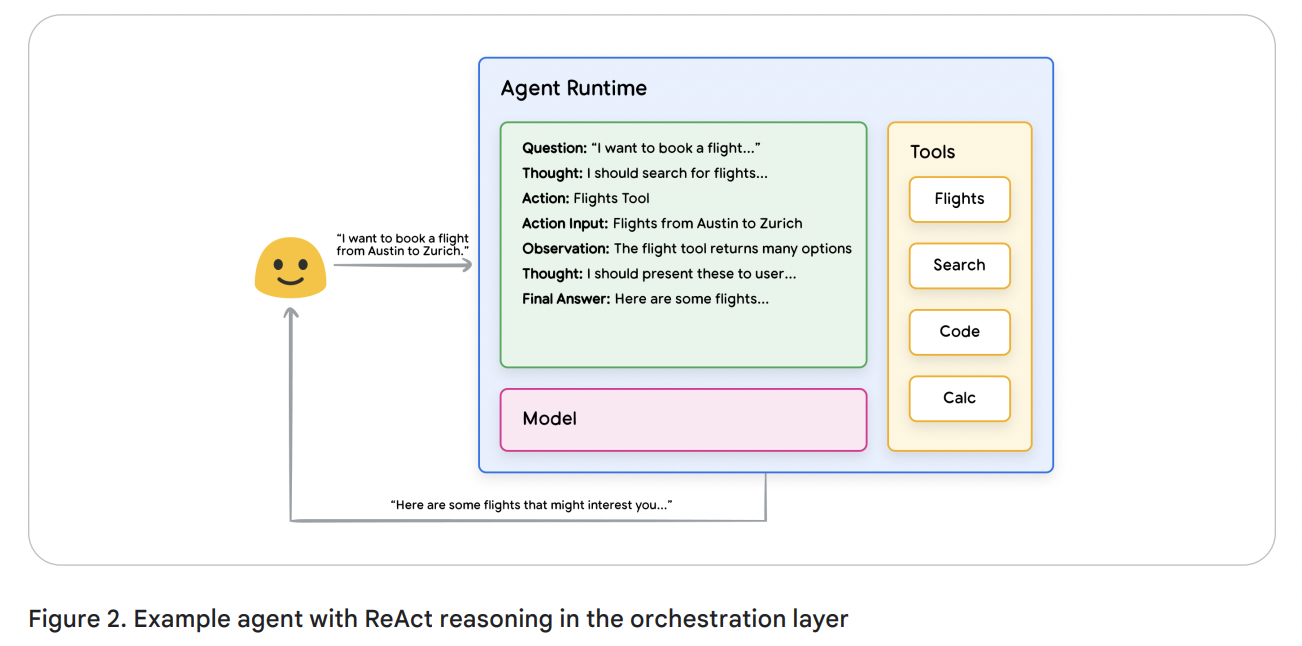 “I want to book a flight
from Austin to Zurich.”
Agent Runtime
Question: “I want to book a flight...”
Thought: I should search for flights...
Action: Flights Tool
Action Input: Flights from Austin to Zurich
Observation: The flight tool returns many options
Thought: I should present these to user...
Final Answer: Here are some flights...
Model
Tools
Flights
Search
Code
Calc
“Here are some flights that might interest you...”
Figure 2. Example agent with ReAct reasoning in the orchestration layer